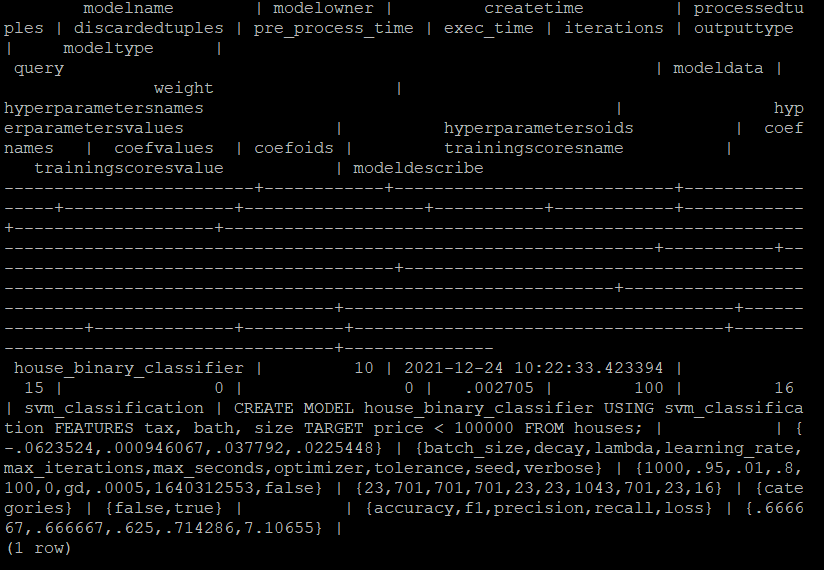 modelname | modelowner | createtime | processedtu
ples | discardedtuples | pre_process_time | exec_time | iterations | outputtype
| modeltype |
query | modeldata |
weight |
hyperparametersnames | hyp
erparametersvalues | hyperparametersoids | coef
names | coefvalues | coefoids | trainingscoresname |
trainingscoresvalue | modeldescribe
-------------------------+------------+----------------------------+------------
-----+-----------------+------------------+-----------+------------+------------
+--------------------+----------------------------------------------------------
-----------------------------------------------------------------+-----------+--
---------------------------------------+----------------------------------------
-------------------------------------------------------------+------------------
---------------------------------+---------------------------------------+------
--------+--------------+----------+-------------------------------------+-------
---------------------------------+---------------
house_binary_classifier | 10 | 2021-12-24 10:22:33.423394 |
15 | 0 | 0 | .002705 | 100 | 16
| svm_classification | CREATE MODEL house_binary_classifier USING svm_classifica
tion FEATURES tax, bath, size TARGET price < 100000 FROM houses; | | {
-.0623524,.000946067,.037792,.0225448} | {batch_size,decay,lambda,learning_rate,
max_iterations,max_seconds,optimizer,tolerance,seed,verbose} | {1000,.95,.01,.8,
100,0,gd,.0005,1640312553,false} | {23,701,701,701,23,23,1043,701,23,16} | {cate
gories} | {false,true} | | {accuracy,f1,precision,recall,loss} | {.6666
67,.666667,.625,.714286,7.10655} |
(1 row)